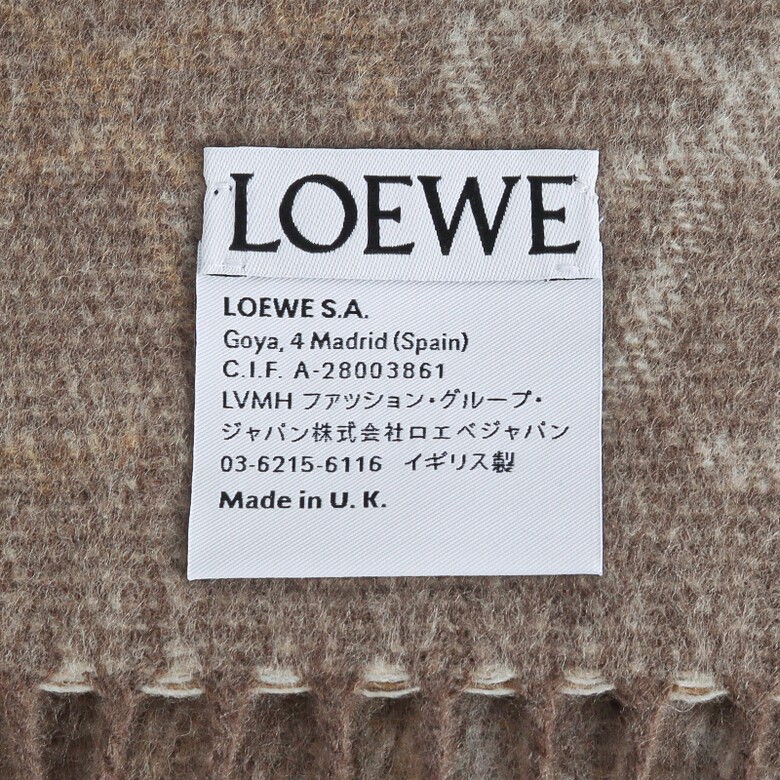 LOEWE
LOEWE S.A.
Goya, 4 Madrid (Spain)
C.I.F. A-28003861
LVMH ファッション・グループ・
ジャパン株式会社ロエベジャパン
03-6215-6116 イギリス製
Made in U. K.